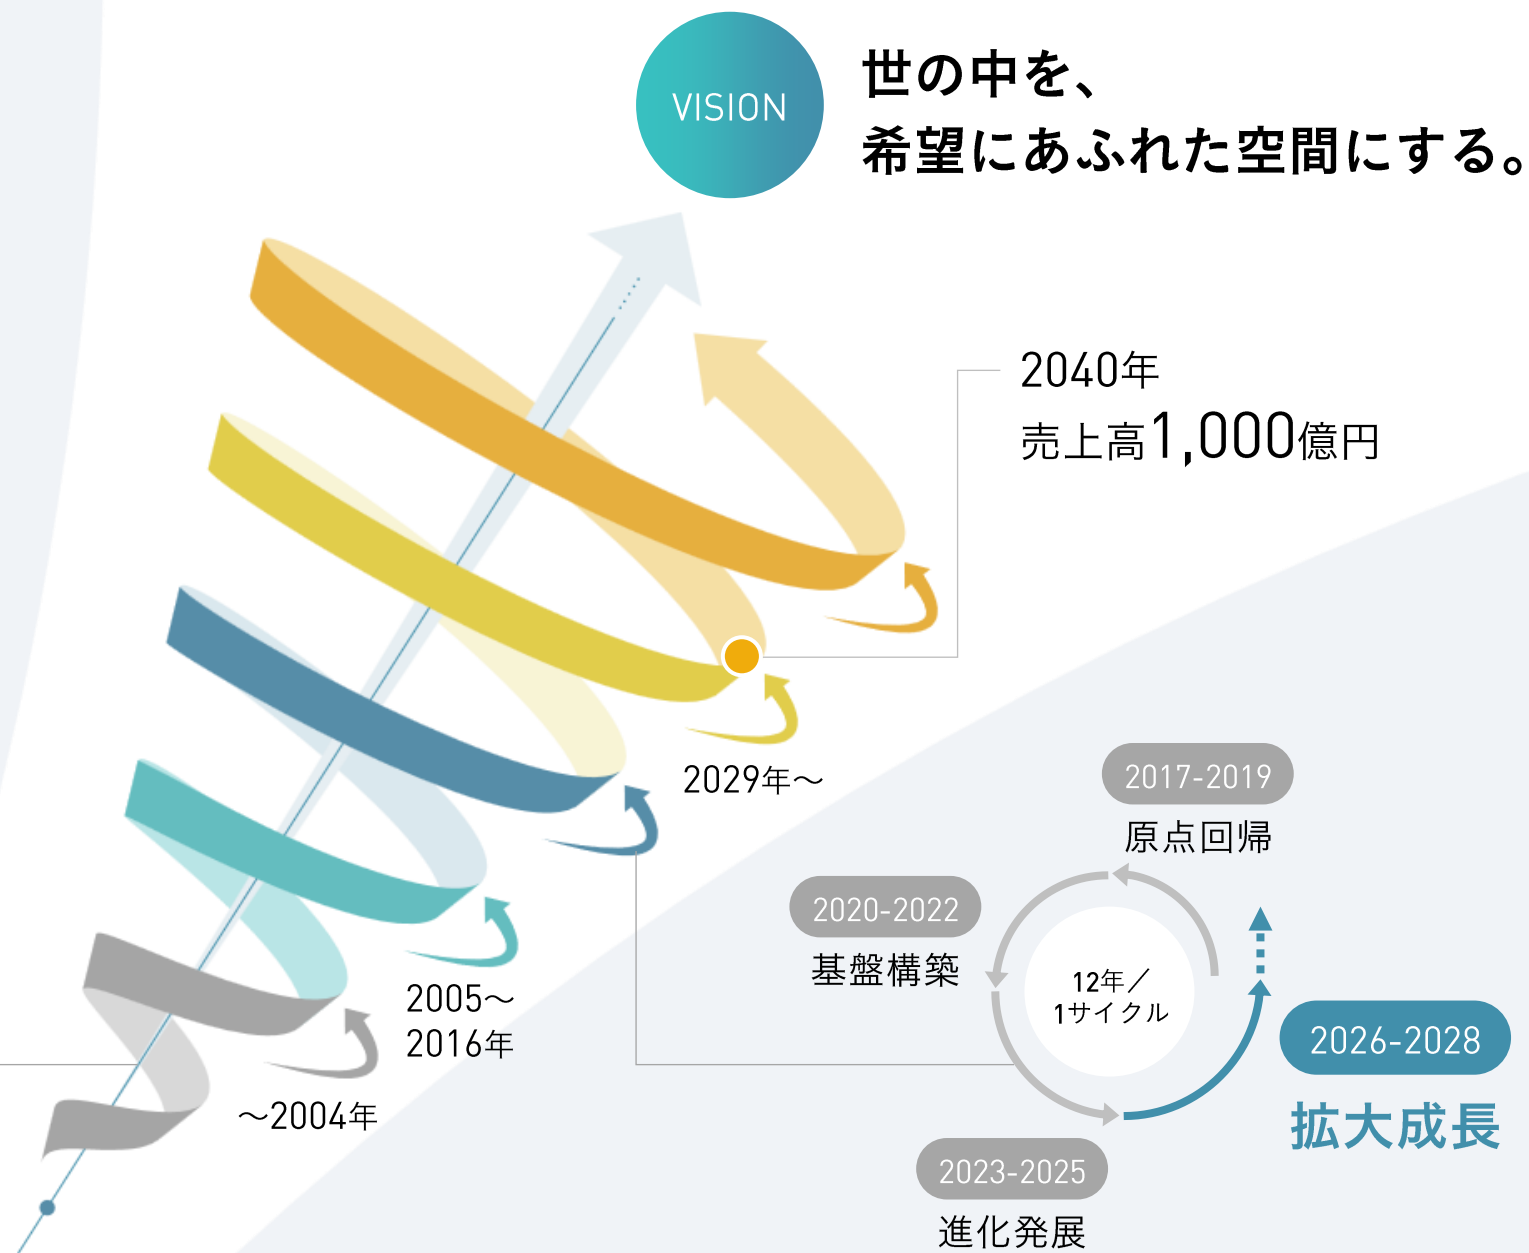 VISION
世の中を、
希望にあふれた空間にする。
2040年
売上高1,000億円
2029年～
2005～
2016年
～2004年
2017-2019
原点回帰
2020-2022
基盤構築
12年／
1サイクル
2026-2028
拡大成長
2023-2025
進化発展